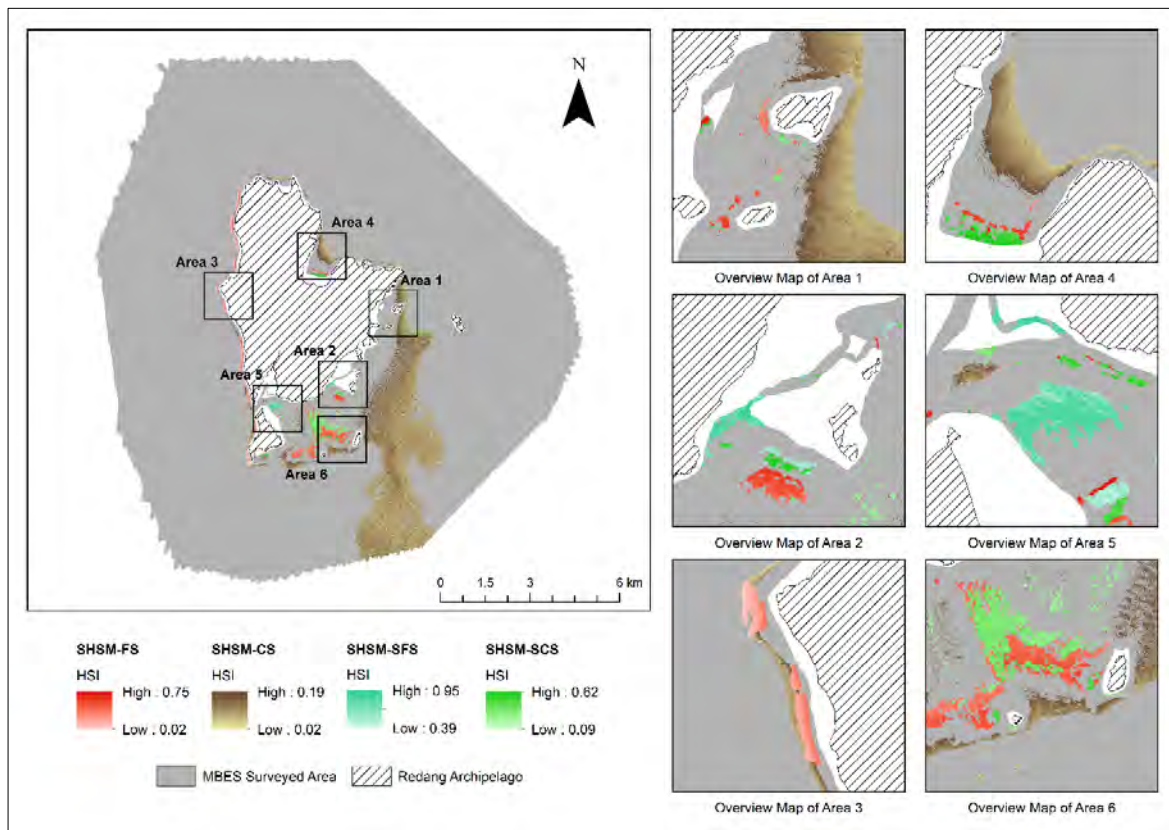 N
Area 4
Area 3
Area 1
Area 2
Area 5
Area 6
0 1.5 3 6 km
SHSM-FS SHSM-CS SHSM-SFS SHSM-SCS
HSI HSI HSI HSI
High : 0.75 High : 0.19 High : 0.95 High : 0.62
Low : 0.02 Low : 0.02 Low : 0.39 Low : 0.09
MBES Surveyed Area Redang Archipelago
Overview Map of Area 1 Overview Map of Area 4
Overview Map of Area 2 Overview Map of Area 5
Overview Map of Area 3 Overview Map of Area 6